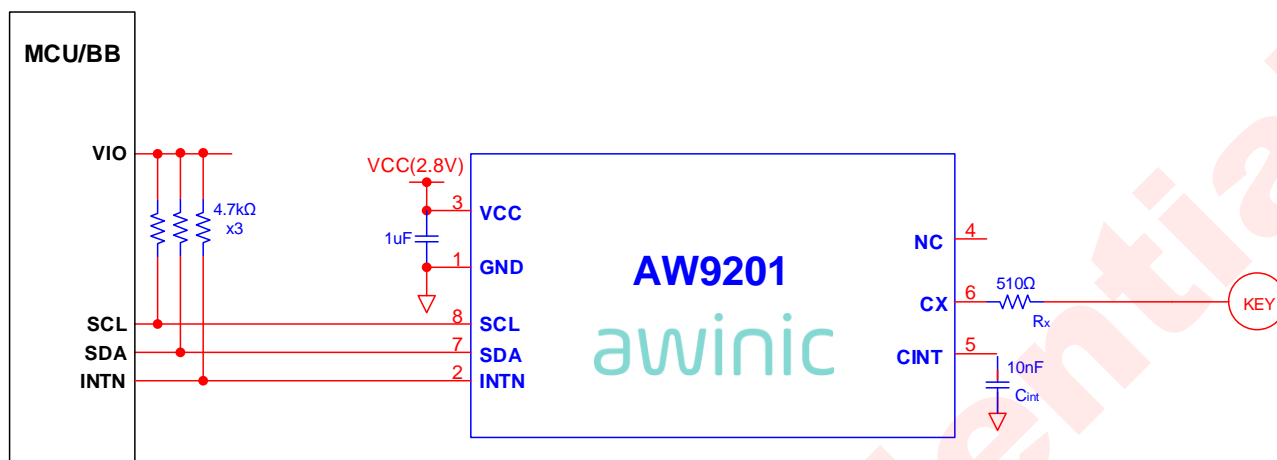 MCU/BB
VIO
4.7kΩ
x3
SCL
SDA
INTN
VCC(2.8V)
1uF
3
1
8
7
2
VCC
GND
SCL
SDA
INTN
AW9201
awinic
NC
CX
CINT
4
6
5
510Ω
Rx
10nF
Cint
KEY